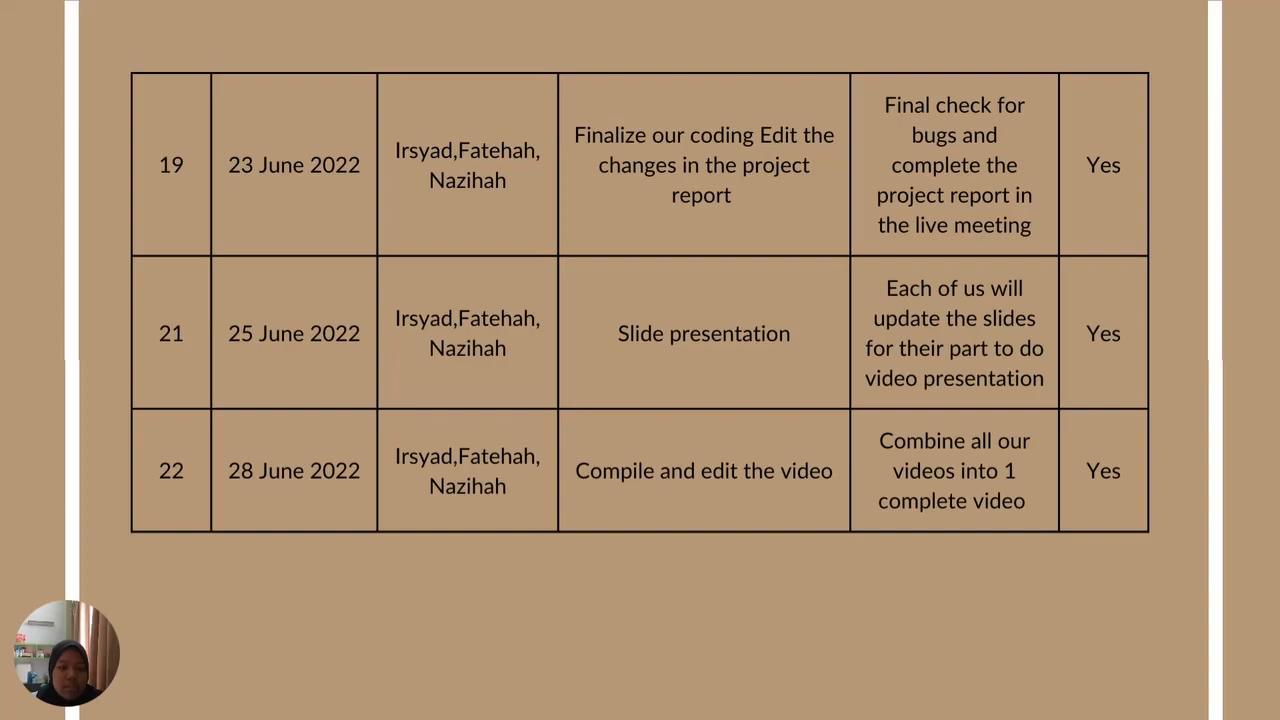 19
23 June 2022
Irsyad,Fatehah,
Nazihah
Finalize our coding Edit the
changes in the project
report
Final check for
bugs and
complete the
project report in
the live meeting
Yes
21
25 June 2022
Irsyad,Fatehah,
Nazihah
Slide presentation
Each of us will
update the slides
for their part to do
video presentation
Yes
22
28 June 2022
Irsyad,Fatehah,
Nazihah
Compile and edit the video
Combine all our
videos into 1
complete video
Yes